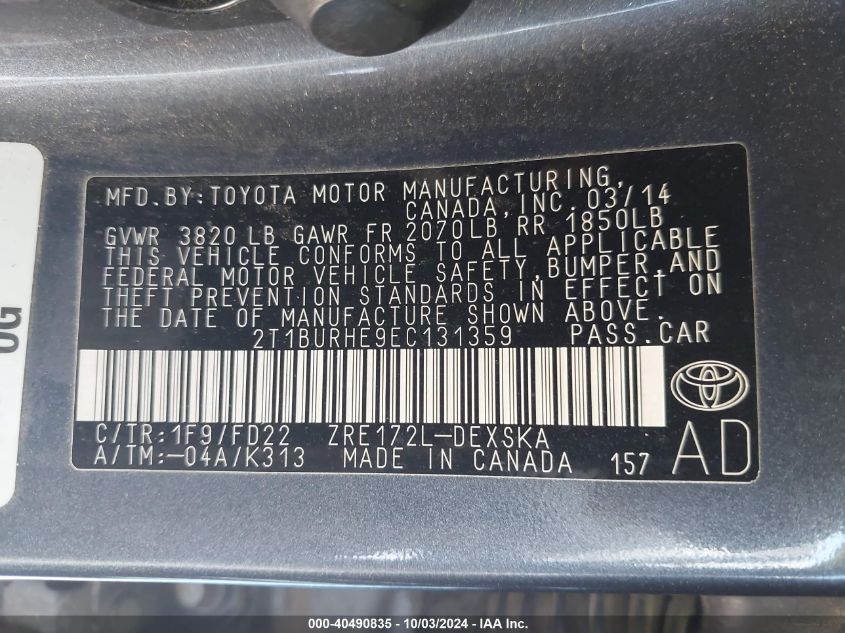 MFD.BY:TOYOTA MOTOR MANUFACTURING,
CANADA, INC. 03/14
GVWR 3820 LB GAWR FR 2070LB RR 1850LB
THIS VEHICLE CONFORMS TO ALL APPLICABLE
FEDERAL MOTOR VEHICLE SAFETY, BUMPER, AND
THEFT PREVENTION STANDARDS IN EFFECT ON
THE DATE OF MANUFACTURE SHOWN ABOVE.
2T1BURHE9EC131359 PASS.CAR
C/TR:1F9/FD22 ZRE172L-DEXSKA
A/TM:-04A/K313 MADE IN CANADA 157 AD
000-40490835 - 10/03/2024 - IAA Inc.